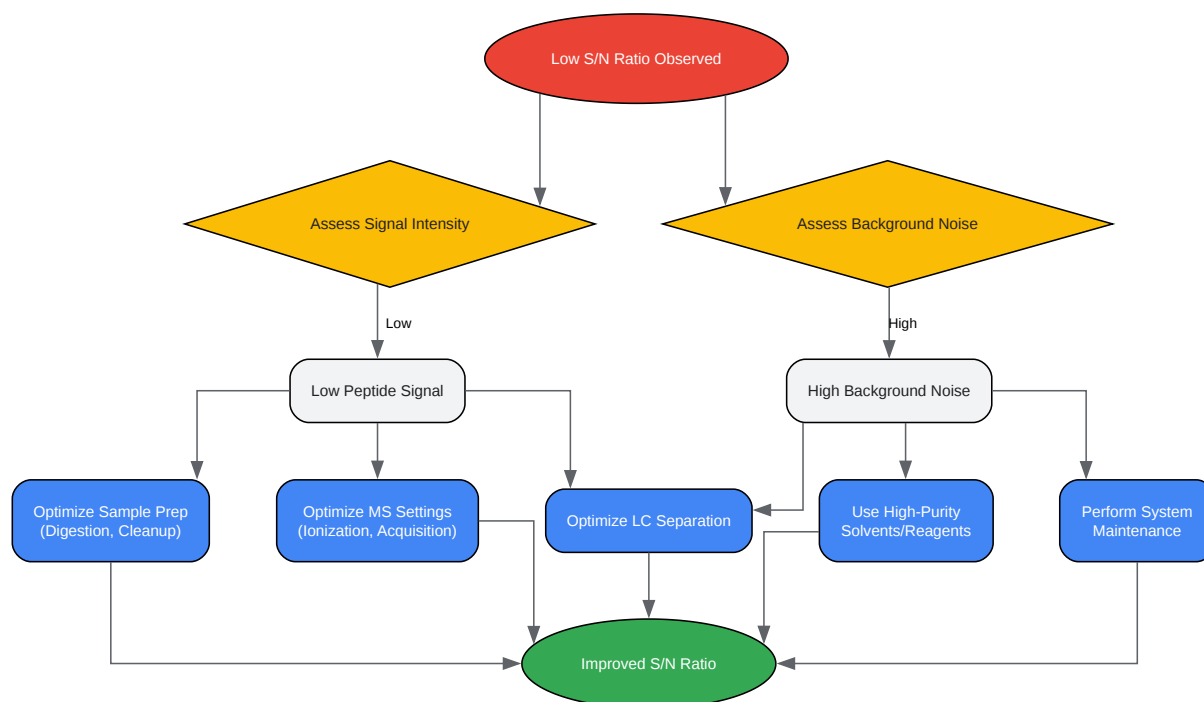 Low S/N Ratio Observed
Assess Signal Intensity
Assess Background Noise
Low
High
Low Peptide Signal
High Background Noise
Optimize Sample Prep
(Digestion, Cleanup)
Optimize MS Settings
(Ionization, Acquisition)
Optimize LC Separation
Use High-Purity
Solvents/Reagents
Perform System
Maintenance
Improved S/N Ratio